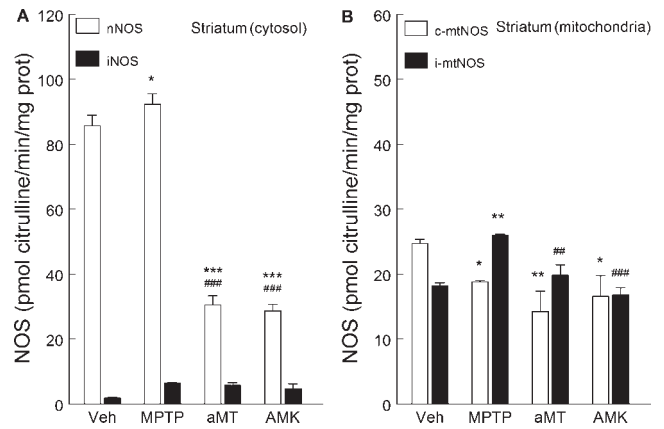 A
nNOS
iNOS
Striatum (cytosol)
NOS (pmol citrulline/min/mg prot)
120
100
80
60
40
20
0
*
***
###
***
###
Veh MPTP aMT AMK
B
c-mtNOS
i-mtNOS
Striatum (mitochondria)
NOS (pmol citrulline/min/mg prot)
60
50
40
30
20
10
0
*
**
**
##
*
###
Veh MPTP aMT AMK